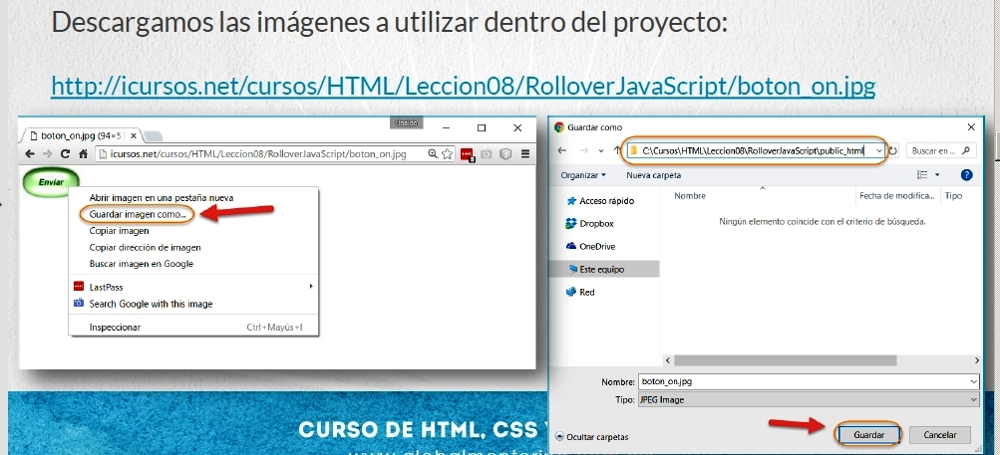 Descargamos las imágenes a utilizar dentro del proyecto:
http://icursos.net/cursos/HTML/Leccion08/RolloverJavaScript/boton_on.jpg
boton_on.jpg (94×5
icursos.net/cursos/HTML/Leccion08/RolloverJavaScript/boton_on.jpg
Enviar
Abrir imagen en una pestaña nueva
Guardar imagen como...
Copiar imagen
Copiar dirección de imagen
Buscar imagen en Google
LastPass
Search Google with this image
Inspeccionar Ctrl+Mayús+I
Guardar como
C:\Cursos\HTML\Leccion08\RolloverJavaScript\public_html
Buscar en ...
Organizar Nueva carpeta
Nombre Fecha de modifica... Tipo
Ningún elemento coincide con el criterio de búsqueda.
Acceso rápido
Dropbox
OneDrive
Este equipo
Red
Nombre: boton_on.jpg
Tipo: JPEG Image
Ocultar carpetas
Guardar Cancelar
CURSO DE HTML, CSS